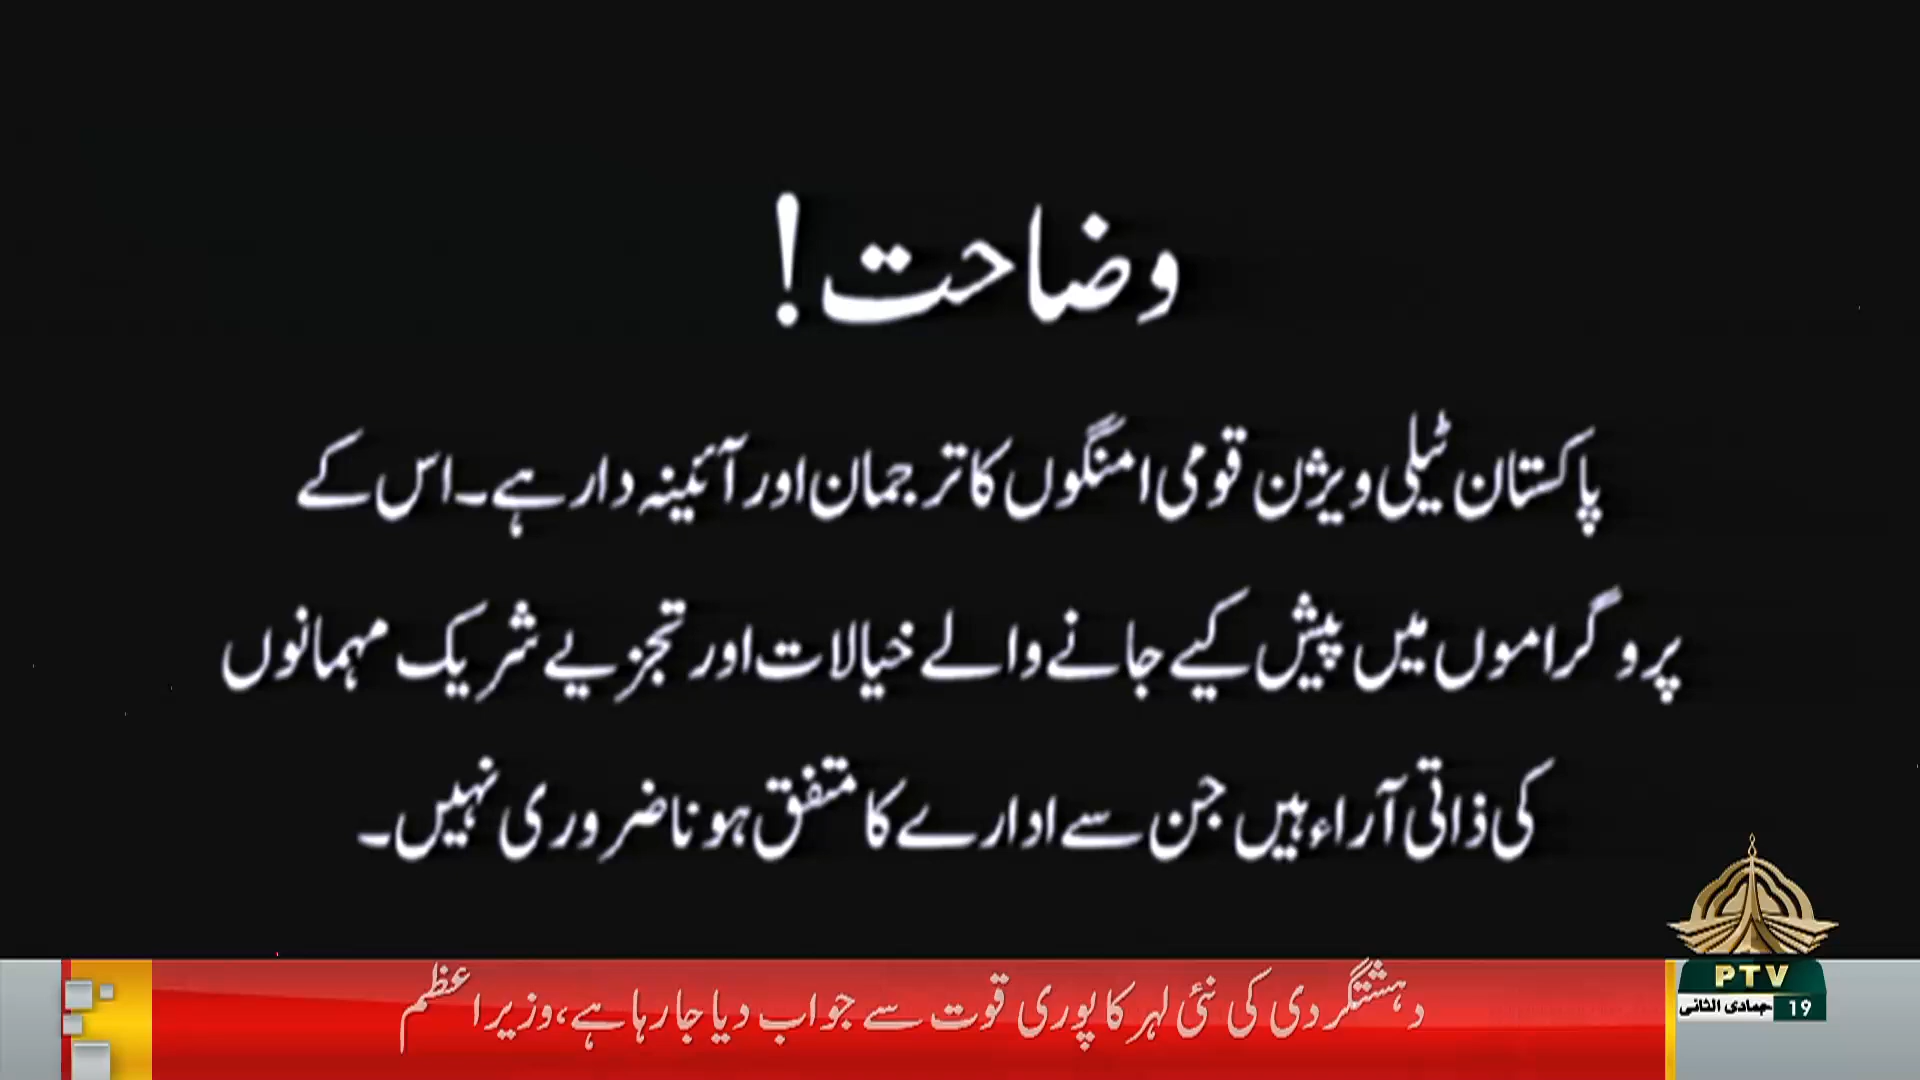 وضاحت!
پاکستان ٹیلی ویژن قومی امنگوں کا ترجمان اور آئینہ دار ہے۔ اس کے
پروگراموں میں پیش کیے جانے والے خیالات اور تجزیے شریک مہمانوں
کی ذاتی آراء ہیں جن سے ادارے کا متفق ہونا ضروری نہیں۔
PTV
19 جمادی الثانی
دہشتگردی کی نئی لہر کا پوری قوت سے جواب دیا جا رہا ہے، وزیراعظم